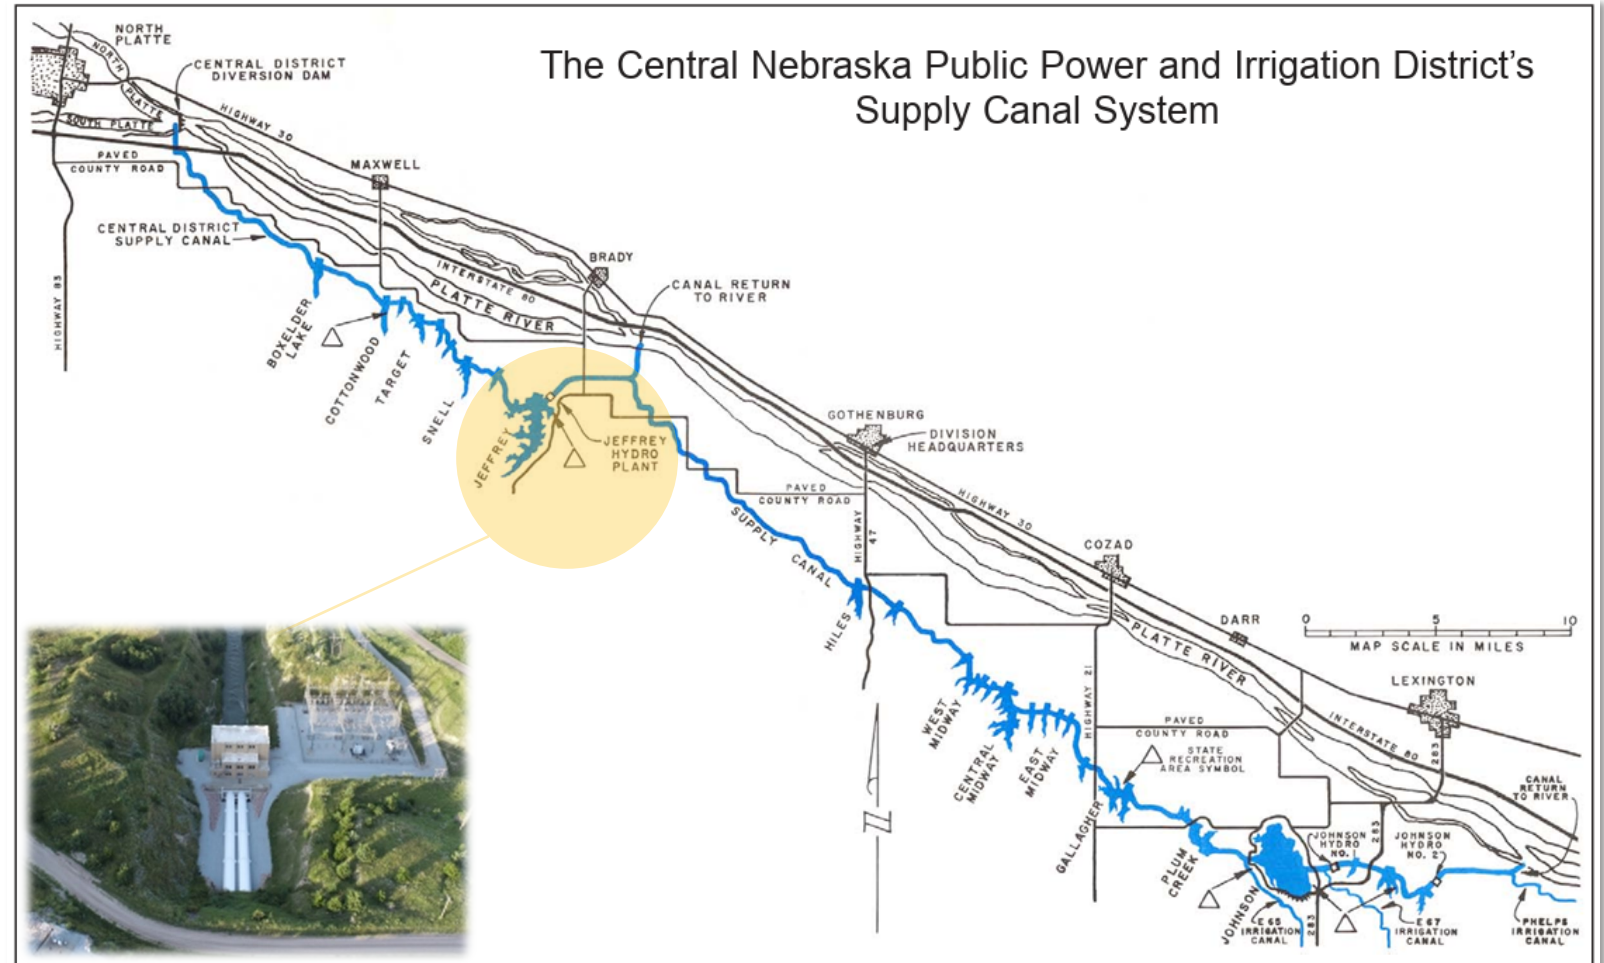 The Central Nebraska Public Power and Irrigation District’s
Supply Canal System
NORTH
PLATTE
NORTH
PLATTE
SOUTH PLATTE
CENTRAL DISTRICT
DIVERSION DAM
HIGHWAY 30
PAVED
COUNTY ROAD
MAXWELL
CENTRAL DISTRICT
SUPPLY CANAL
HIGHWAY 83
BRADY
INTERSTATE 80
PLATTE RIVER
CANAL RETURN
TO RIVER
BOXELDER
LAKE
COTTONWOOD
TARGET
SNELL
JEFFREY
JEFFREY
HYDRO
PLANT
GOTHENBURG
DIVISION
HEADQUARTERS
PAVED
COUNTY ROAD
HIGHWAY 30
HIGHWAY
47
SUPPLY CANAL
COZAD
HILES
DARR
0 5 10
MAP SCALE IN MILES
PLATTE RIVER
LEXINGTON
HIGHWAY 21
WEST
MIDWAY
CENTRAL
MIDWAY
EAST
MIDWAY
PAVED
COUNTY ROAD
STATE
RECREATION
AREA SYMBOL
INTERSTATE 80
283
CANAL
RETURN
TO RIVER
N
GALLAGHER
PLUM
CREEK
JOHNSON
JOHNSON
HYDRO
NO. 1
283
JOHNSON
HYDRO
NO. 2
E 65
IRRIGATION
CANAL
283
E 67
IRRIGATION
CANAL
PHELPS
IRRIGATION
CANAL